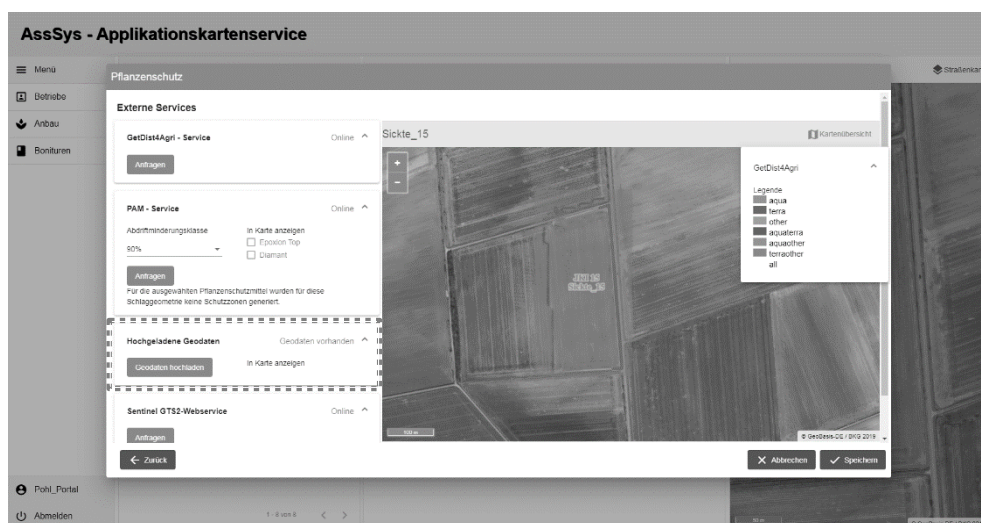 AssSys - Applikationskartenservice
Menü
Betriebe
Anbau
Bonituren
Straßenkar
Pflanzenschutz
Externe Services
GetDist4Agri - Service Online
Anfragen
PAM - Service Online
Abdriftminderungsklasse In Karte anzeigen
90%
Epoxion Top
Diamant
Anfragen
Für die ausgewählten Pflanzenschutzmittel wurden für diese
Schlaggeometrie keine Schutzzonen generiert.
Hochgeladene Geodaten Geodaten vorhanden
Geodaten hochladen
In Karte anzeigen
Sentinel GTS2-Webservice Online
Anfragen
Sickte_15
Kartenübersicht
+
-
GetDist4Agri
Legende
aqua
terra
other
aquaterra
aquaother
terraother
all
100 m
© GeoBasis-DE / BKG 2019
Zurück
Abbrechen
Speichern
Pohl_Portal
Abmelden